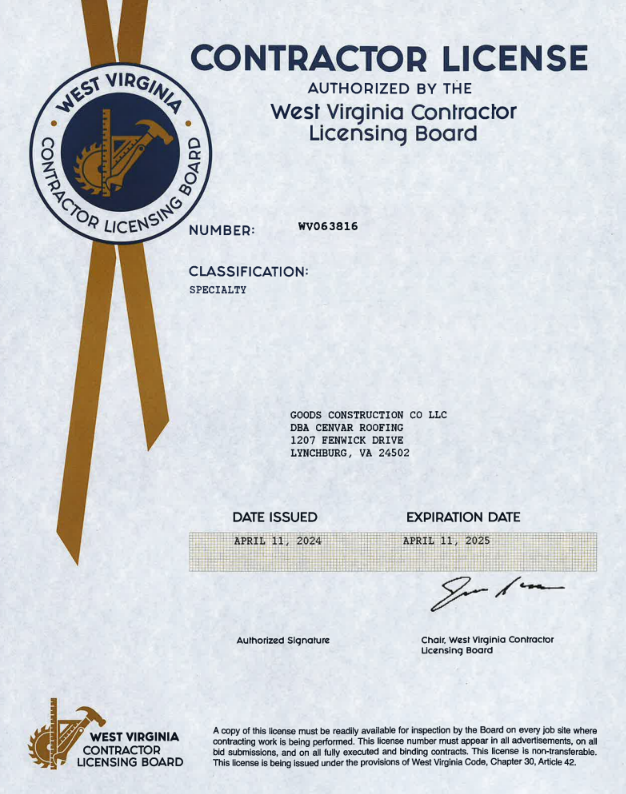 CONTRACTOR LICENSE
AUTHORIZED BY THE
West Virginia Contractor
Licensing Board
WEST VIRGINIA
CONTRACTOR LICENSING BOARD
NUMBER: WV063816
CLASSIFICATION:
SPECIALTY
GOODS CONSTRUCTION CO LLC
DBA CENVAR ROOFING
1207 FENWICK DRIVE
LYNCHBURG, VA 24502
DATE ISSUED EXPIRATION DATE
APRIL 11, 2024 APRIL 11, 2025
Authorized Signature
Chair, West Virginia Contractor
Licensing Board
WEST VIRGINIA
CONTRACTOR
LICENSING BOARD
A copy of this license must be readily available for inspection by the Board on every job site where
contracting work is being performed. This license number must appear in all advertisements, on all
bid submissions, and on all fully executed and binding contracts. This license is non-transferable.
This license is being issued under the provisions of West Virginia Code, Chapter 30, Article 42.